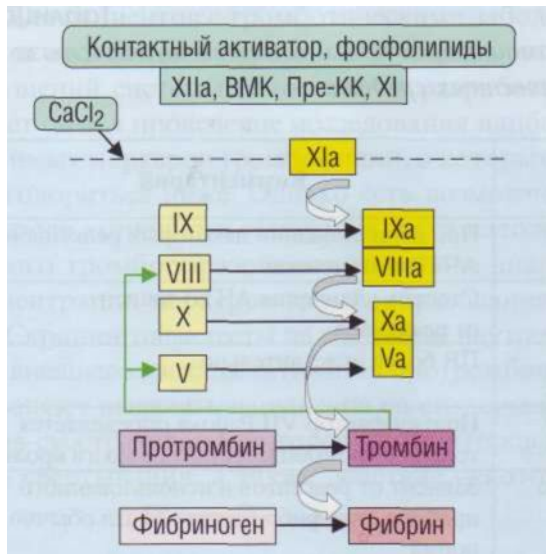 Контактный активатор, фосфолипиды
XIIa, ВМК, Пре-КК, XI
CaCl2
XIa
IX
IXa
VIII
VIIIa
X
Xa
V
Va
Протромбин
Тромбин
Фибриноген
Фибрин